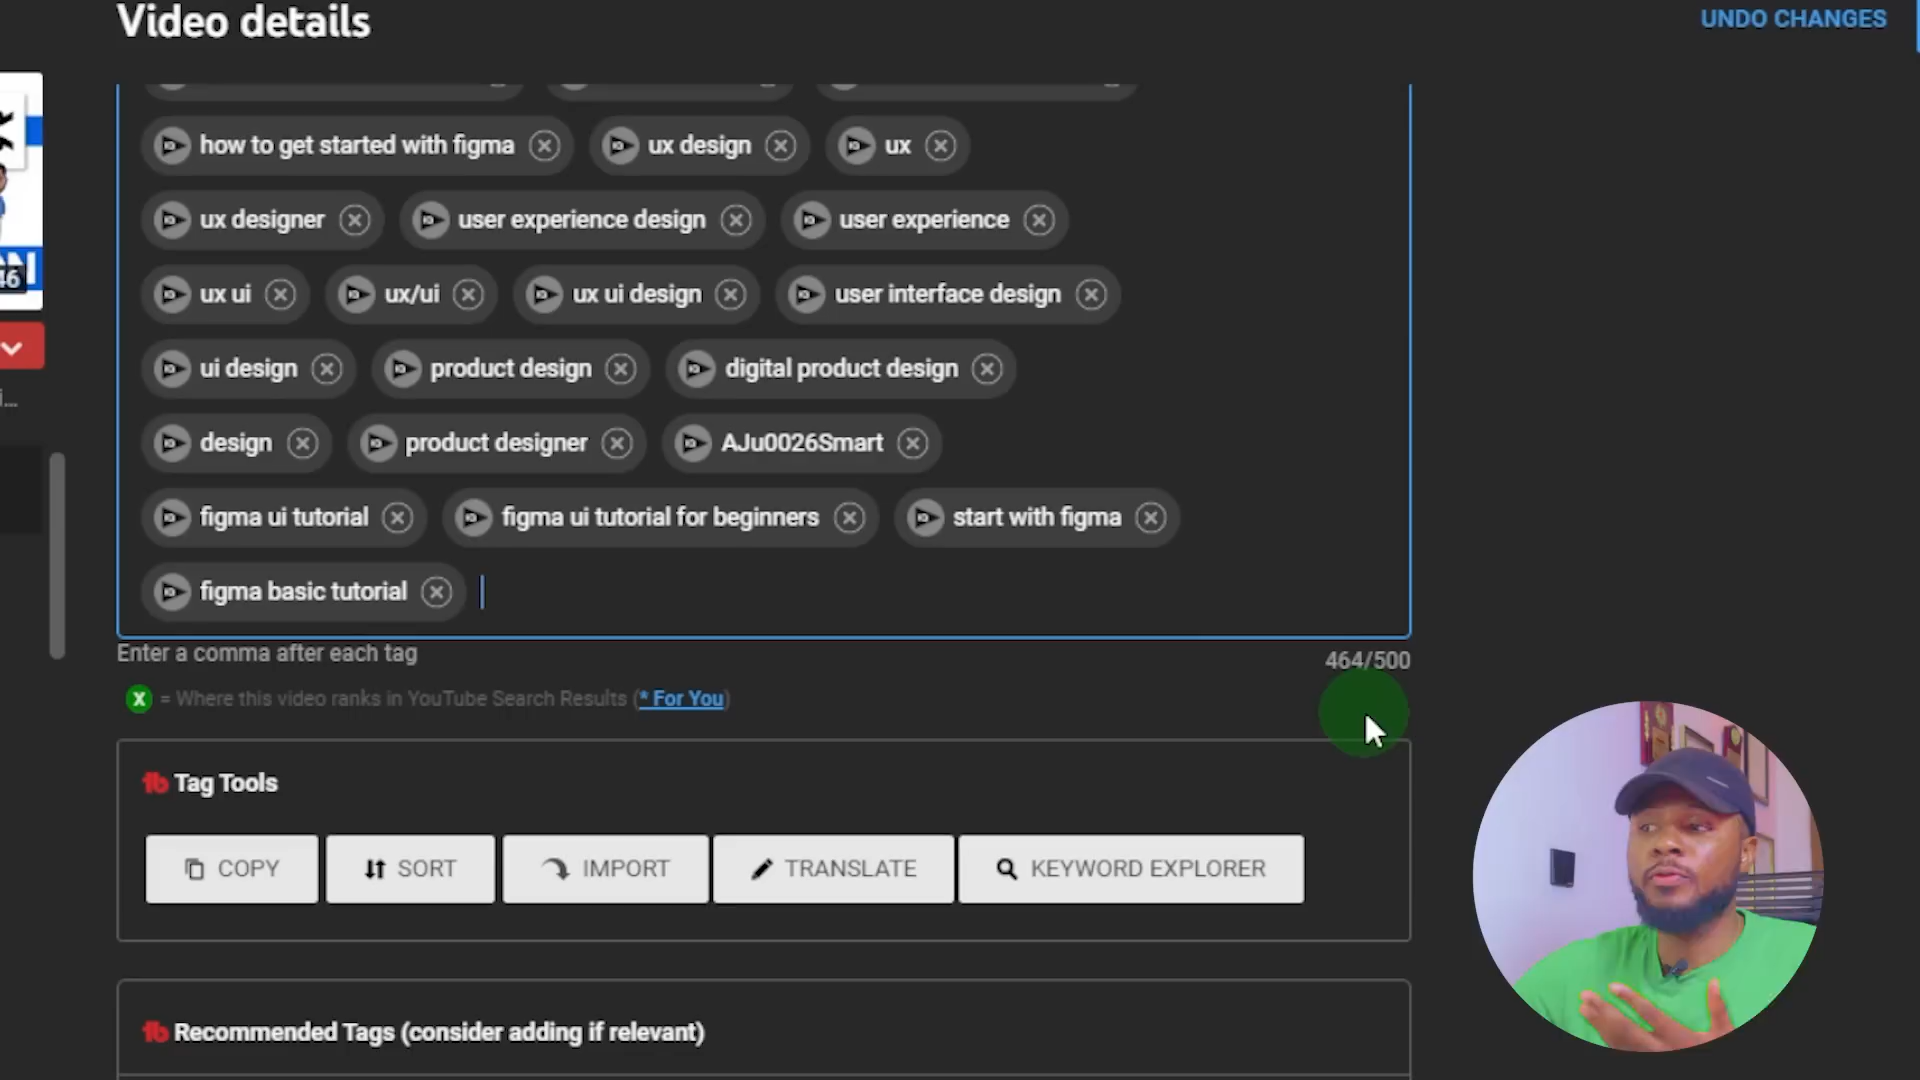 Video details
UNDO CHANGES
how to get started with figma ux design ux
ux designer user experience design user experience
ux ui ux/ui ux ui design user interface design
ui design product design digital product design
design product designer AJu0026Smart
figma ui tutorial figma ui tutorial for beginners start with figma
figma basic tutorial
Enter a comma after each tag
464/500
X = Where this video ranks in YouTube Search Results (* For You)
tb Tag Tools
COPY SORT IMPORT TRANSLATE KEYWORD EXPLORER
tb Recommended Tags (consider adding if relevant)
46
i...